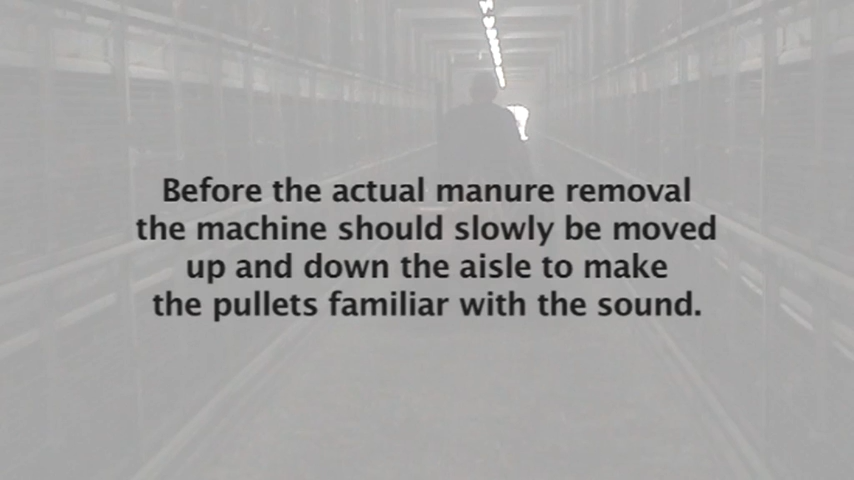 Before the actual manure removal
the machine should slowly be moved
up and down the aisle to make
the pullets familiar with the sound.